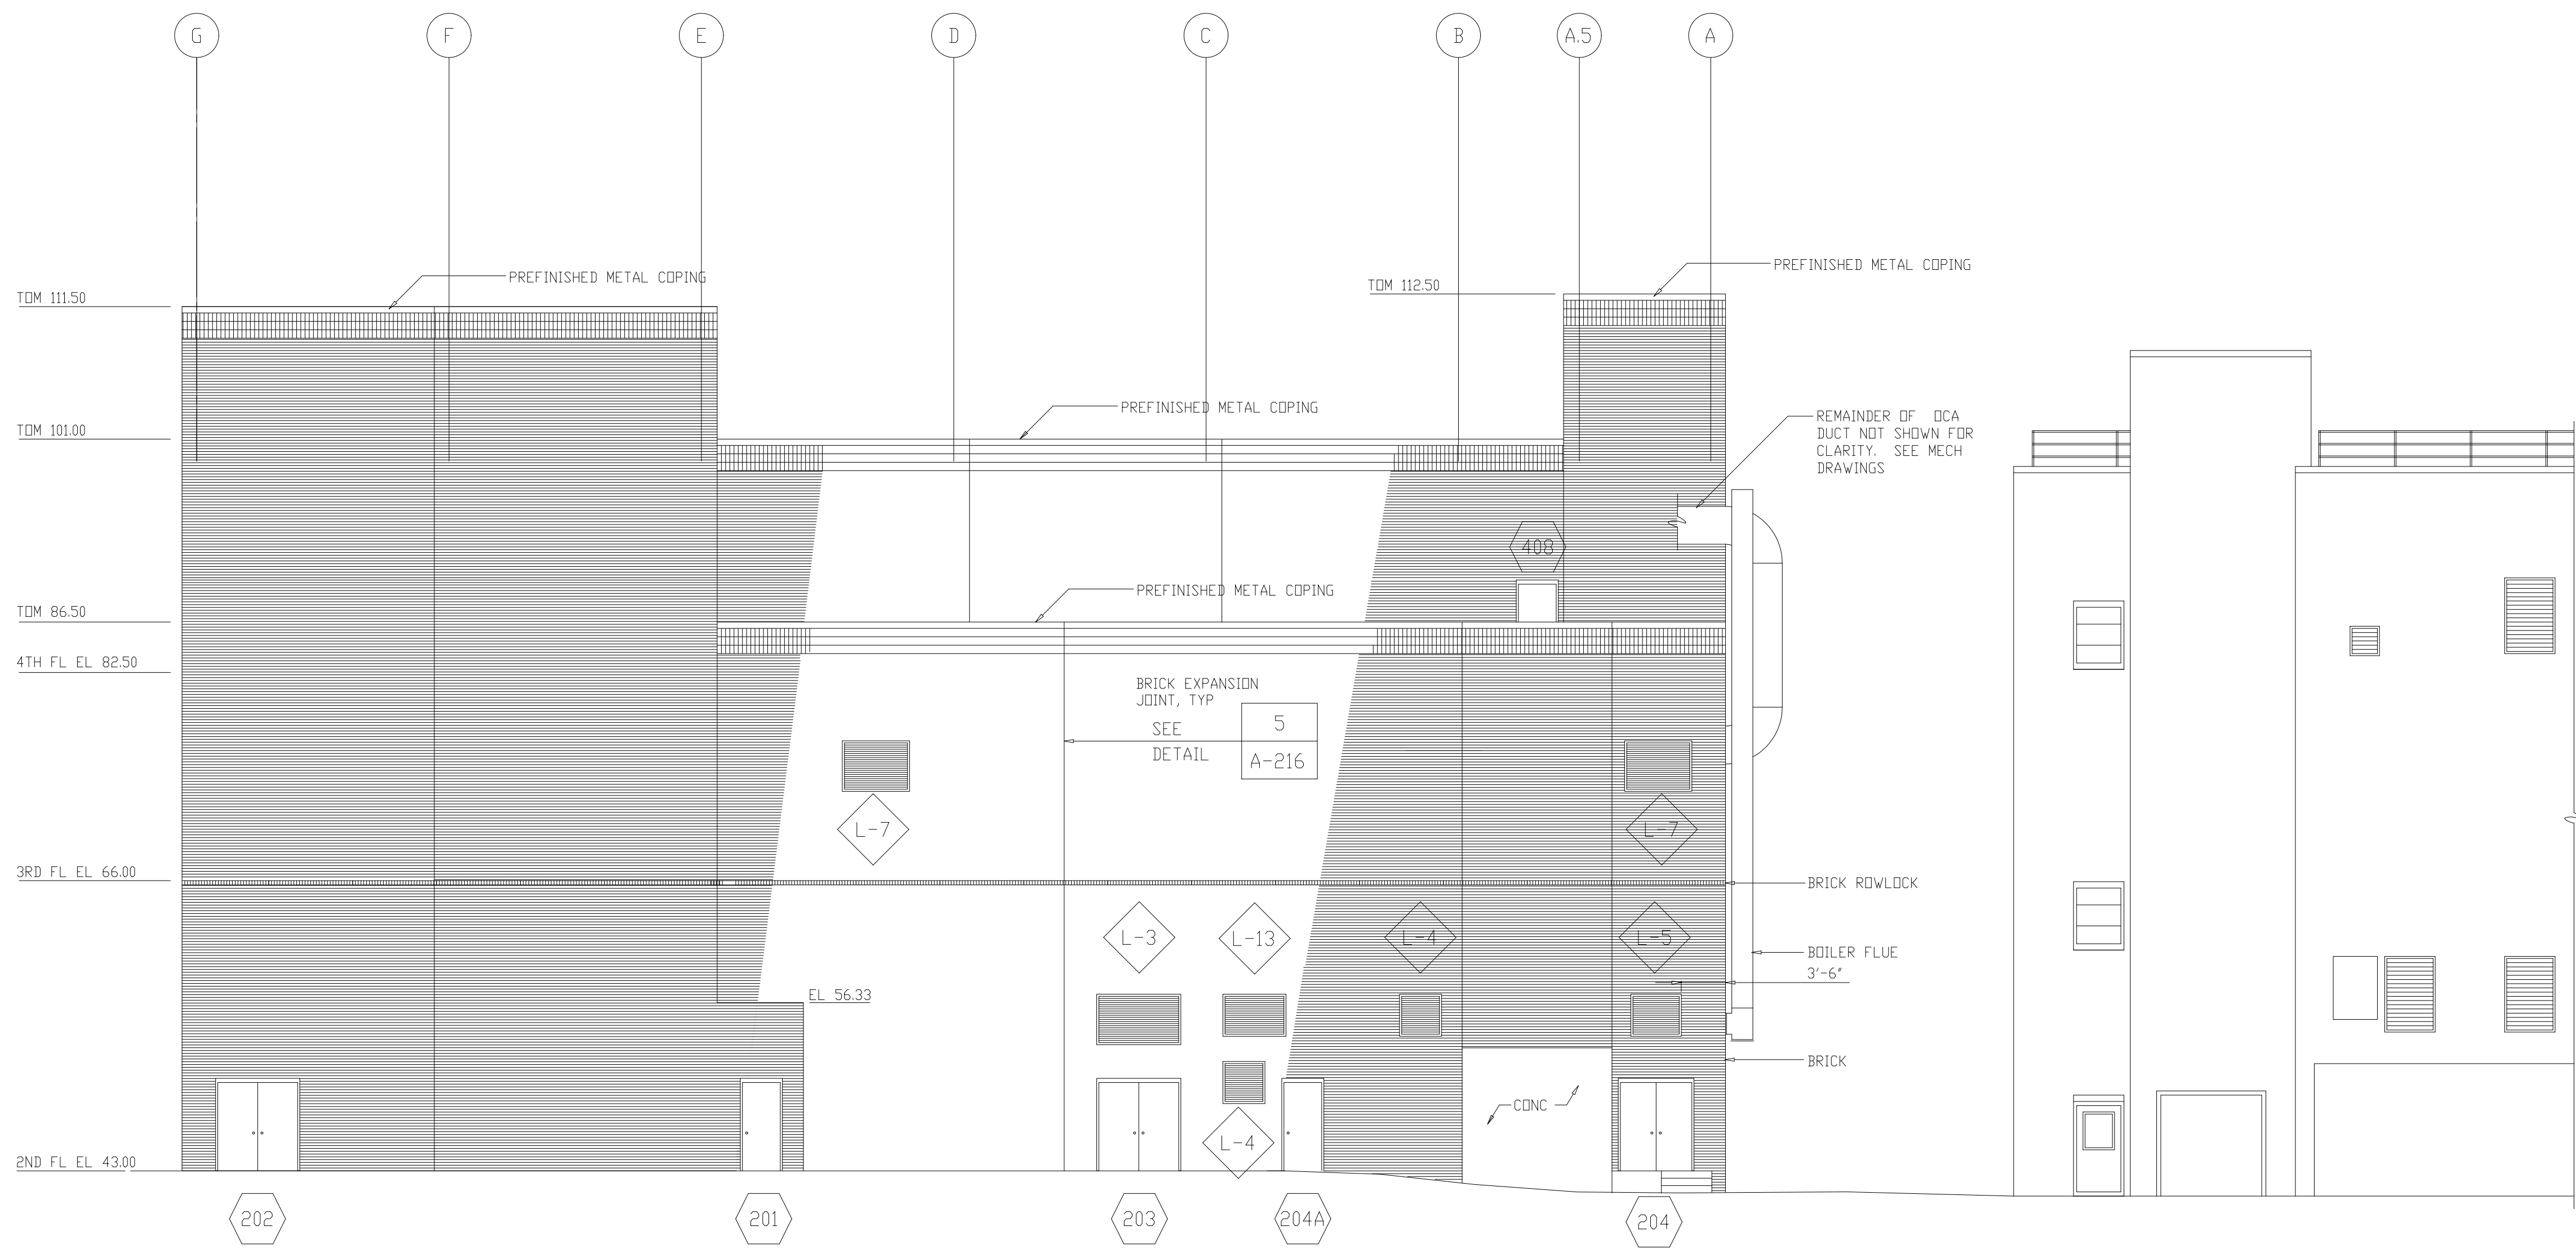 G F E D C B A.5 A
PREFINISHED METAL COPING
PREFINISHED METAL COPING
TOM 111.50
TOM 112.50
PREFINISHED METAL COPING
TOM 101.00
REMAINDER OF OCA
DUCT NOT SHOWN FOR
CLARITY. SEE MECH
DRAWINGS
408
PREFINISHED METAL COPING
TOM 86.50
4TH FL EL 82.50
BRICK EXPANSION
JOINT, TYP
SEE
DETAIL
5
A-216
L-7
L-7
3RD FL EL 66.00
BRICK ROWLOCK
L-3
L-13
L-4
L-5
BOILER FLUE
3'-6"
EL 56.33
BRICK
CONC
L-4
2ND FL EL 43.00
202
201
203
204A
204